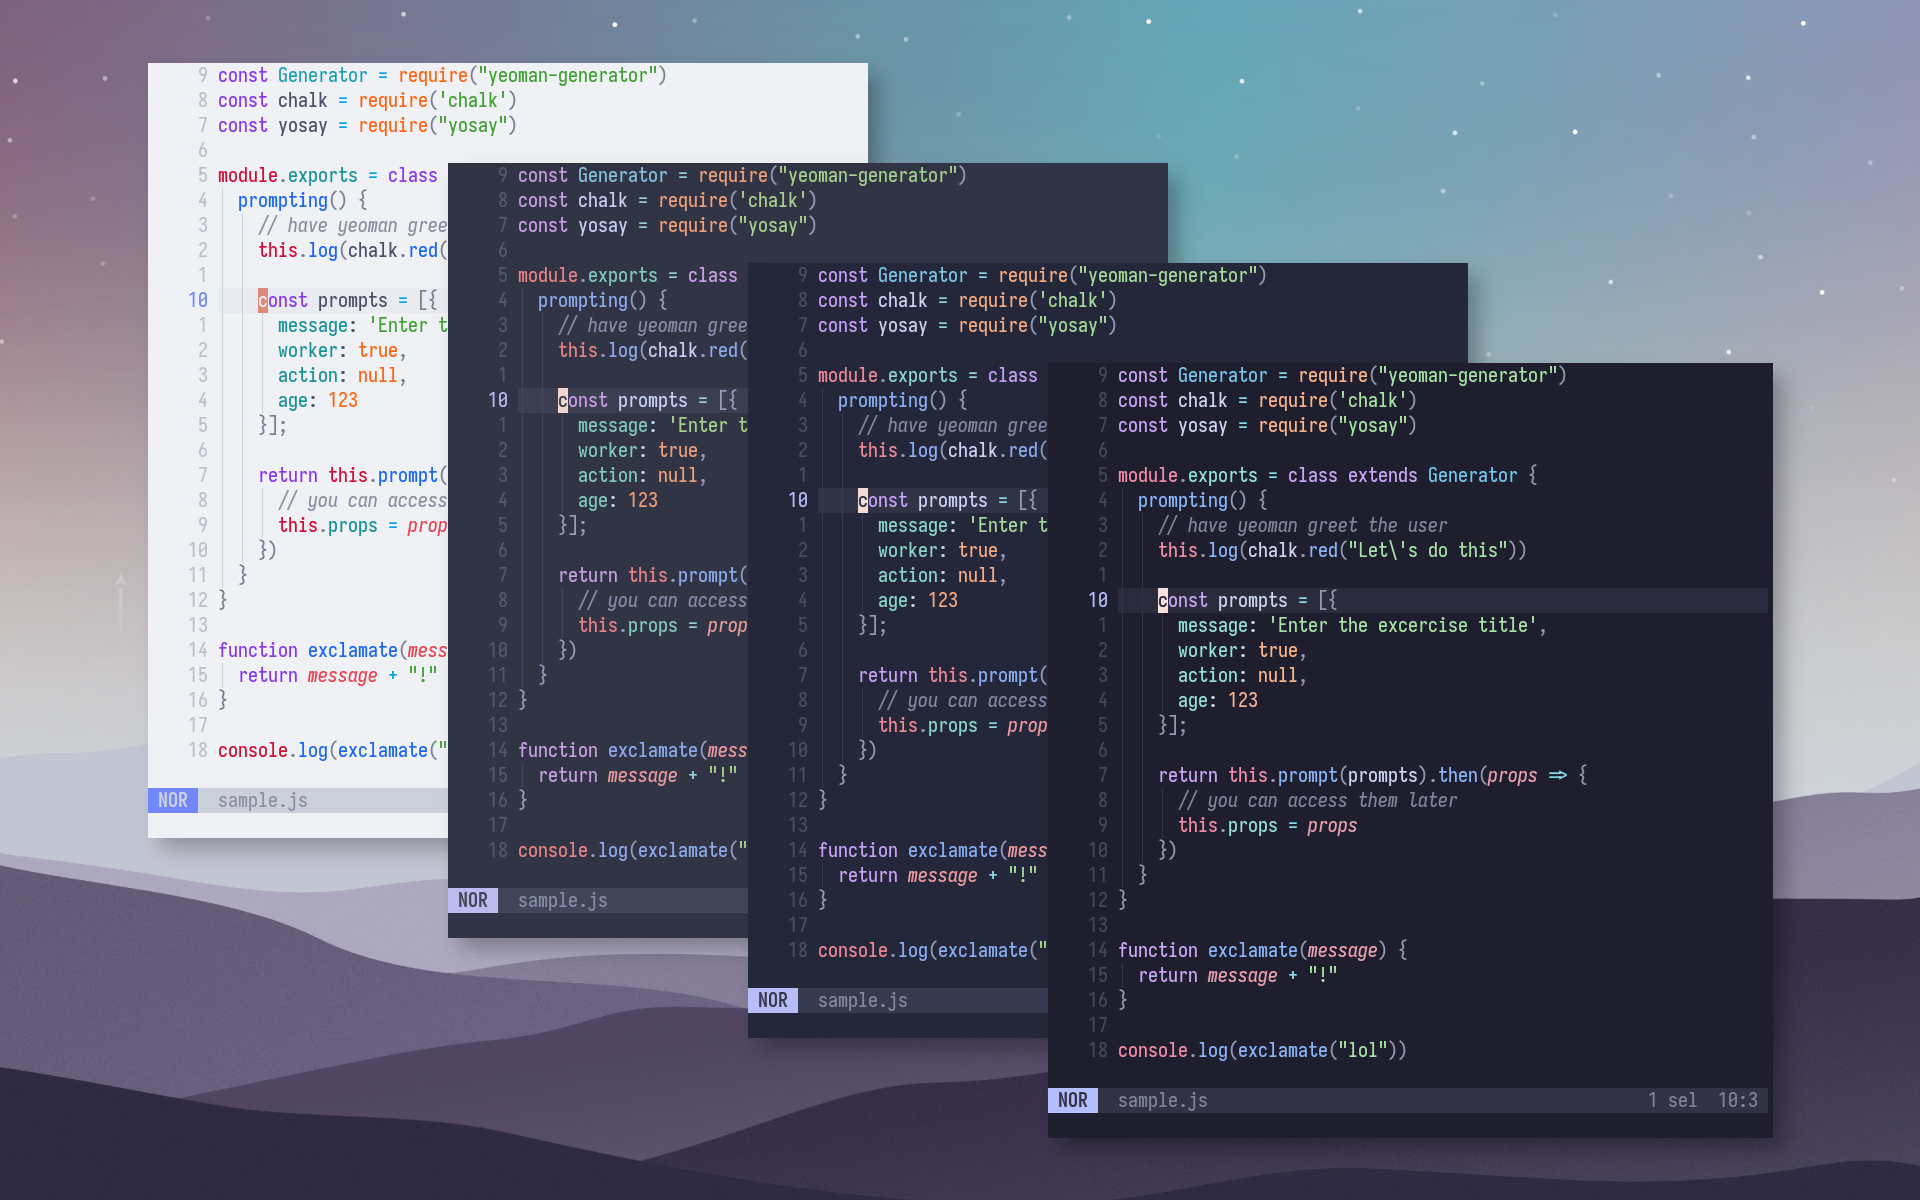 9 const Generator = require("yeoman-generator")
8 const chalk = require('chalk')
7 const yosay = require("yosay")
6
5 module.exports = class
4 prompting() {
3 // have yeoman gree
2 this.log(chalk.red(
1
10 const prompts = [{
1 message: 'Enter t
2 worker: true,
3 action: null,
4 age: 123
5 }];
6
7 return this.prompt(
8 // you can access
9 this.props = prop
10 })
11 }
12 }
13
14 function exclamate(mess
15 return message + "!"
16 }
17
18 console.log(exclamate("
NOR sample.js
9 const Generator = require("yeoman-generator")
8 const chalk = require('chalk')
7 const yosay = require("yosay")
6
5 module.exports = class
4 prompting() {
3 // have yeoman gree
2 this.log(chalk.red(
1
10 const prompts = [{
1 message: 'Enter t
2 worker: true,
3 action: null,
4 age: 123
5 }];
6
7 return this.prompt(
8 // you can access
9 this.props = prop
10 })
11 }
12 }
13
14 function exclamate(mess
15 return message + "!"
16 }
17
18 console.log(exclamate("
NOR sample.js
9 const Generator = require("yeoman-generator")
8 const chalk = require('chalk')
7 const yosay = require("yosay")
6
5 module.exports = class
4 prompting() {
3 // have yeoman gree
2 this.log(chalk.red(
1
10 const prompts = [{
1 message: 'Enter t
2 worker: true,
3 action: null,
4 age: 123
5 }];
6
7 return this.prompt(
8 // you can access
9 this.props = prop
10 })
11 }
12 }
13
14 function exclamate(mess
15 return message + "!"
16 }
17
18 console.log(exclamate("
NOR sample.js
9 const Generator = require("yeoman-generator")
8 const chalk = require('chalk')
7 const yosay = require("yosay")
6
5 module.exports = class extends Generator {
4 prompting() {
3 // have yeoman greet the user
2 this.log(chalk.red("Let\'s do this"))
1
10 const prompts = [{
1 message: 'Enter the excercise title',
2 worker: true,
3 action: null,
4 age: 123
5 }];
6
7 return this.prompt(prompts).then(props => {
8 // you can access them later
9 this.props = props
10 })
11 }
12 }
13
14 function exclamate(message) {
15 return message + "!"
16 }
17
18 console.log(exclamate("lol"))
NOR sample.js 1 sel 10:3